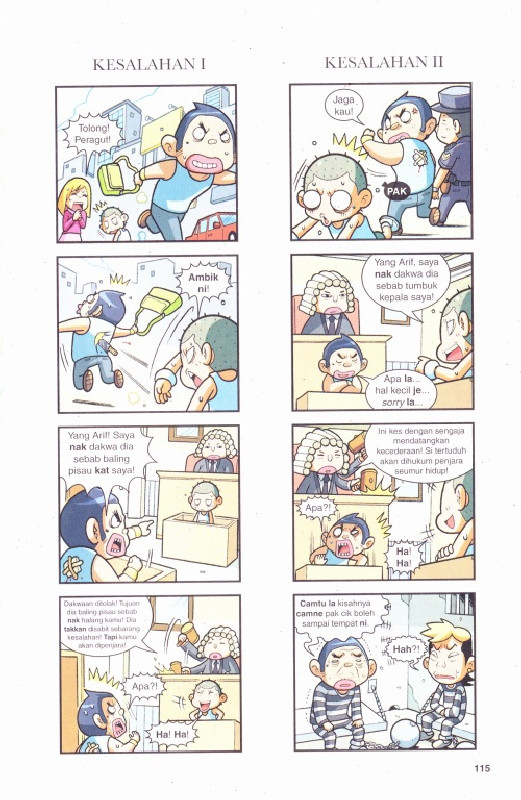 KESALAHAN I
Tolong!
Peragut!
Ambik
ni!
Yang Arif! Saya
nak dakwa dia
sebab baling
pisau kat saya!
Dakwaan ditolak! Tujuan
dia baling pisau sebab
nak halang kamu! Dia
takkan disabit sebarang
kesalahan! Tapi kamu
akan dipenjara!
Apa?!
Ha! Ha!
KESALAHAN II
Jaga
kau!
PAK
Yang Arif, saya
nak dakwa dia
sebab tumbuk
kepala saya!
Apa la...
hal kecil je...
sorry la...
Ini kes dengan sengaja
mendatangkan
kecederaan! Si tertuduh
akan dihukum penjara
seumur hidup!
Apa?!
Ha!
Ha!
Camtu la kisahnya
camne pak cik boleh
sampai tempat ni.
Hah?!
115